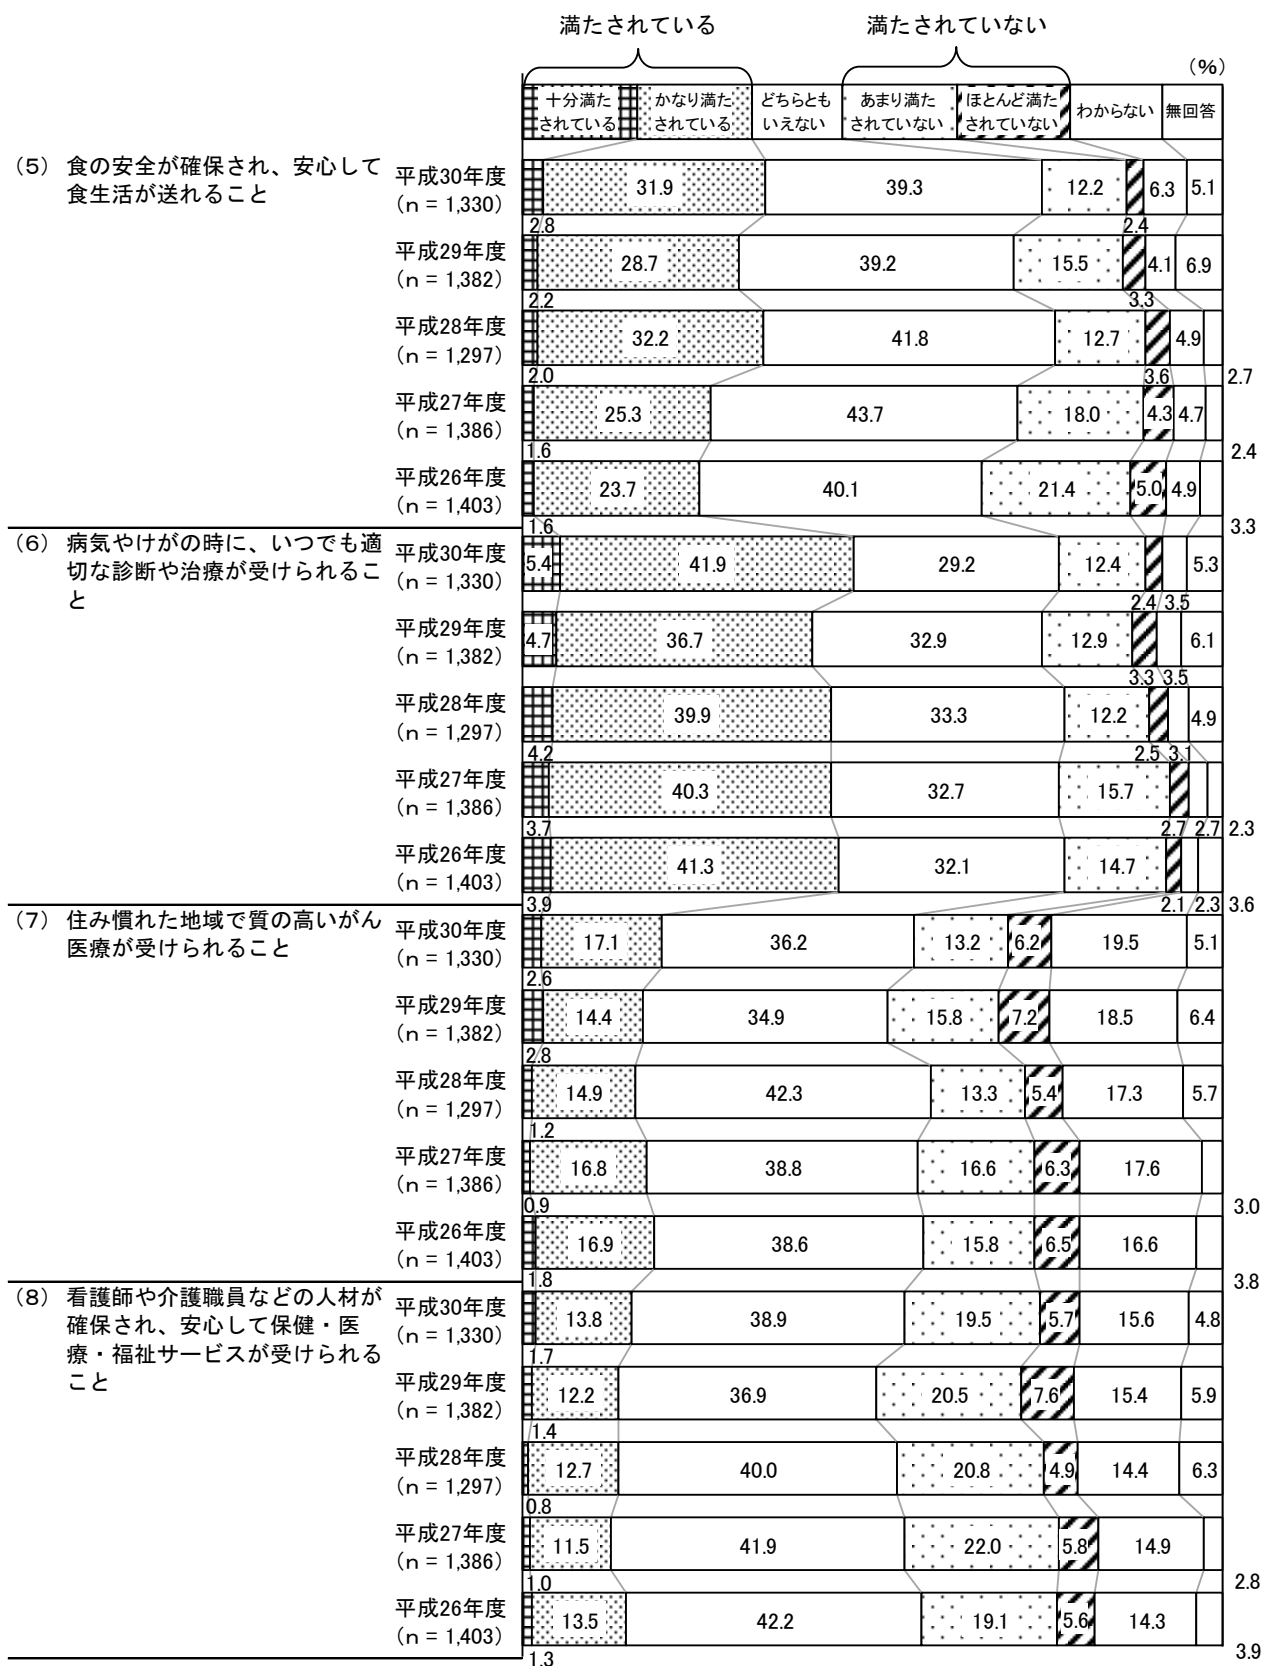 満たされている 満たされていない
(%)
十分満た かなり満た どちらとも あまり満た ほとんど満た わからない 無回答
されている されている いえない されていない されていない
(5) 食の安全が確保され、安心して 平成30年度 31.9 39.3 12.2 6.3 5.1
食生活が送れること (n = 1,330)
2.8 2.4
平成29年度 28.7 39.2 15.5 4.1 6.9
(n = 1,382)
2.2 3.3
平成28年度 32.2 41.8 12.7 4.9
(n = 1,297)
2.0 3.6 2.7
平成27年度 25.3 43.7 18.0 4.3 4.7
(n = 1,386)
1.6 2.4
平成26年度 23.7 40.1 21.4 5.0 4.9
(n = 1,403)
1.6 3.3
(6) 病気やけがの時に、いつでも適 平成30年度 5.4 41.9 29.2 12.4 5.3
切な診断や治療が受けられるこ (n = 1,330)
と
2.4 3.5
平成29年度 4.7 36.7 32.9 12.9 6.1
(n = 1,382)
3.3 3.5
平成28年度 39.9 33.3 12.2 4.9
(n = 1,297)
4.2 2.5 3.1
平成27年度 40.3 32.7 15.7
(n = 1,386)
3.7 2.7 2.7 2.3
平成26年度 41.3 32.1 14.7
(n = 1,403)
3.9 2.1 2.3 3.6
(7) 住み慣れた地域で質の高いがん 平成30年度 17.1 36.2 13.2 6.2 19.5 5.1
医療が受けられること (n = 1,330)
2.6
平成29年度 14.4 34.9 15.8 7.2 18.5 6.4
(n = 1,382)
2.8
平成28年度 14.9 42.3 13.3 5.4 17.3 5.7
(n = 1,297)
1.2
平成27年度 16.8 38.8 16.6 6.3 17.6
(n = 1,386)
0.9 3.0
平成26年度 16.9 38.6 15.8 6.5 16.6
(n = 1,403)
1.8 3.8
(8) 看護師や介護職員などの人材が 平成30年度 13.8 38.9 19.5 5.7 15.6 4.8
確保され、安心して保健・医 (n = 1,330)
療・福祉サービスが受けられる
1.7
こと 平成29年度 12.2 36.9 20.5 7.6 15.4 5.9
(n = 1,382)
1.4
平成28年度 12.7 40.0 20.8 4.9 14.4 6.3
(n = 1,297)
0.8
平成27年度 11.5 41.9 22.0 5.8 14.9
(n = 1,386)
1.0 2.8
平成26年度 13.5 42.2 19.1 5.6 14.3
(n = 1,403)
1.3 3.9